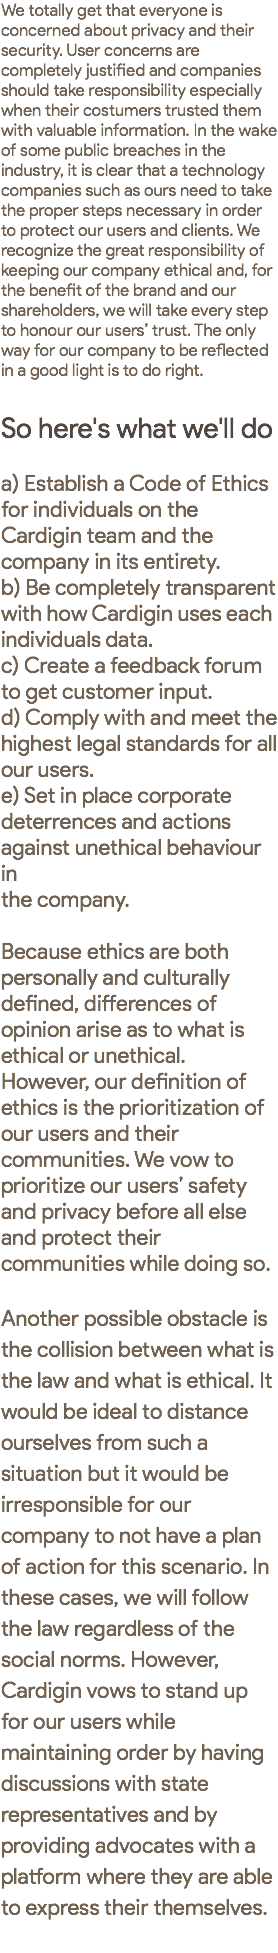 We totally get that everyone is
concerned about privacy and their
security. User concerns are
completely justified and companies
should take responsibility especially
when their costumers trusted them
with valuable information. In the wake
of some public breaches in the
industry, it is clear that a technology
companies such as ours need to take
the proper steps necessary in order
to protect our users and clients. We
recognize the great responsibility of
keeping our company ethical and, for
the benefit of the brand and our
shareholders, we will take every step
to honour our users’ trust. The only
way for our company to be reflected
in a good light is to do right.
So here's what we'll do
a) Establish a Code of Ethics
for individuals on the
Cardigin team and the
company in its entirety.
b) Be completely transparent
with how Cardigin uses each
individuals data.
c) Create a feedback forum
to get customer input.
d) Comply with and meet the
highest legal standards for all
our users.
e) Set in place corporate
deterrences and actions
against unethical behaviour
in
the company.
Because ethics are both
personally and culturally
defined, differences of
opinion arise as to what is
ethical or unethical.
However, our definition of
ethics is the prioritization of
our users and their
communities. We vow to
prioritize our users’ safety
and privacy before all else
and protect their
communities while doing so.
Another possible obstacle is
the collision between what is
the law and what is ethical. It
would be ideal to distance
ourselves from such a
situation but it would be
irresponsible for our
company to not have a plan
of action for this scenario. In
these cases, we will follow
the law regardless of the
social norms. However,
Cardigin vows to stand up
for our users while
maintaining order by having
discussions with state
representatives and by
providing advocates with a
platform where they are able
to express their themselves.